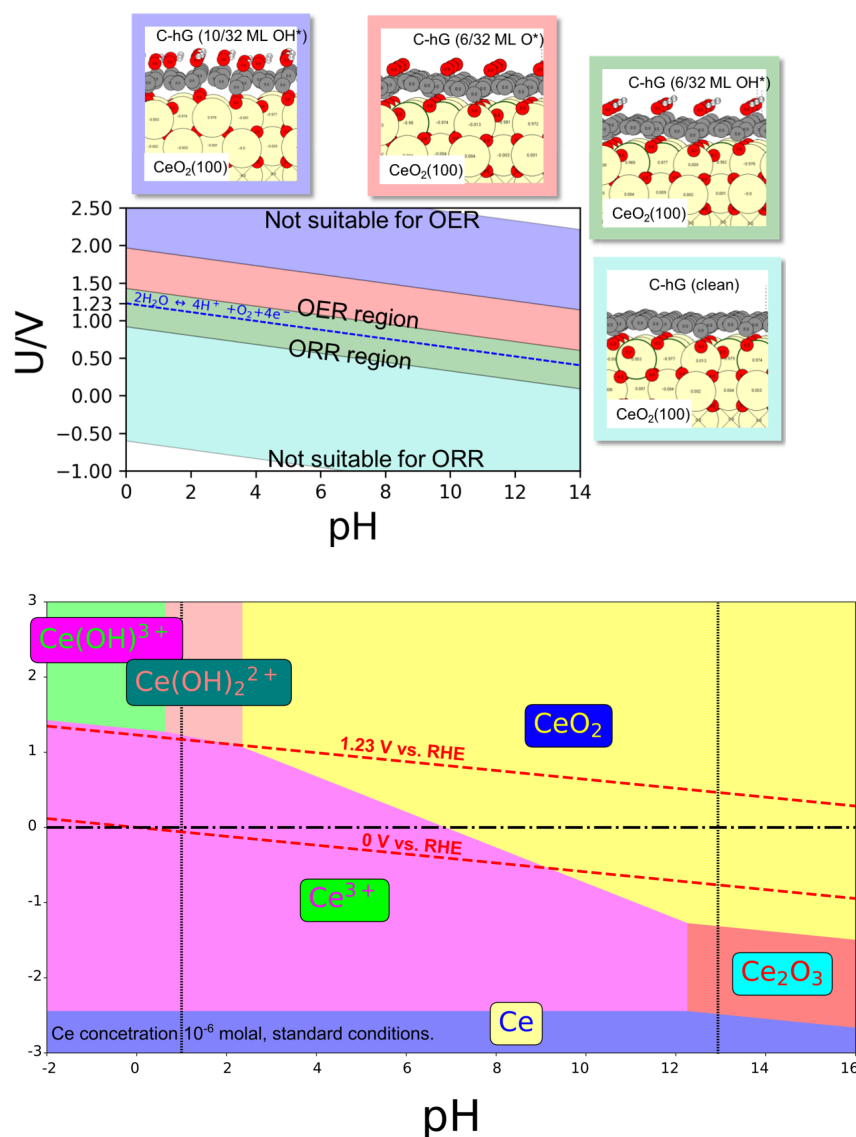 C-hG (10/32 ML OH*)
CeO₂(100)
C-hG (6/32 ML O*)
CeO₂(100)
C-hG (6/32 ML OH*)
CeO₂(100)
C-hG (clean)
CeO₂(100)
U/V
2.50
2.00
1.50
1.23
1.00
0.50
0.00
−0.50
−1.00
Not suitable for OER
2H₂O ↔ 4H⁺ +O₂+4e⁻
OER region
ORR region
Not suitable for ORR
0 2 4 6 8 10 12 14
pH
3
2
1
0
-1
-2
-3
Ce(OH)³⁺
Ce(OH)₂²⁺
CeO₂
1.23 V vs. RHE
0 V vs. RHE
Ce³⁺
Ce₂O₃
Ce
Ce concetration 10⁻⁶ molal, standard conditions.
-2 0 2 4 6 8 10 12 14 16
pH